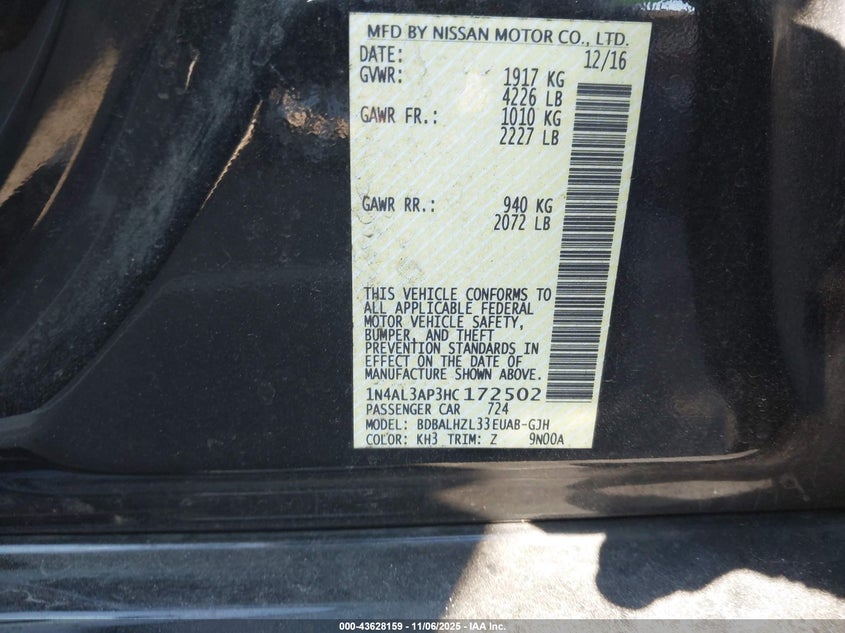 MFD BY NISSAN MOTOR CO., LTD.
DATE: 12/16
GVWR: 1917 KG
4226 LB
GAWR FR.: 1010 KG
2227 LB
GAWR RR.: 940 KG
2072 LB
THIS VEHICLE CONFORMS TO
ALL APPLICABLE FEDERAL
MOTOR VEHICLE SAFETY,
BUMPER, AND THEFT
PREVENTION STANDARDS IN
EFFECT ON THE DATE OF
MANUFACTURE SHOWN ABOVE.
1N4AL3AP3HC172502
PASSENGER CAR 724
MODEL: BDBALHZL33EUAB-GJH
COLOR: KH3 TRIM: Z 9N00A
000-43628159 - 11/06/2025 - IAA Inc.